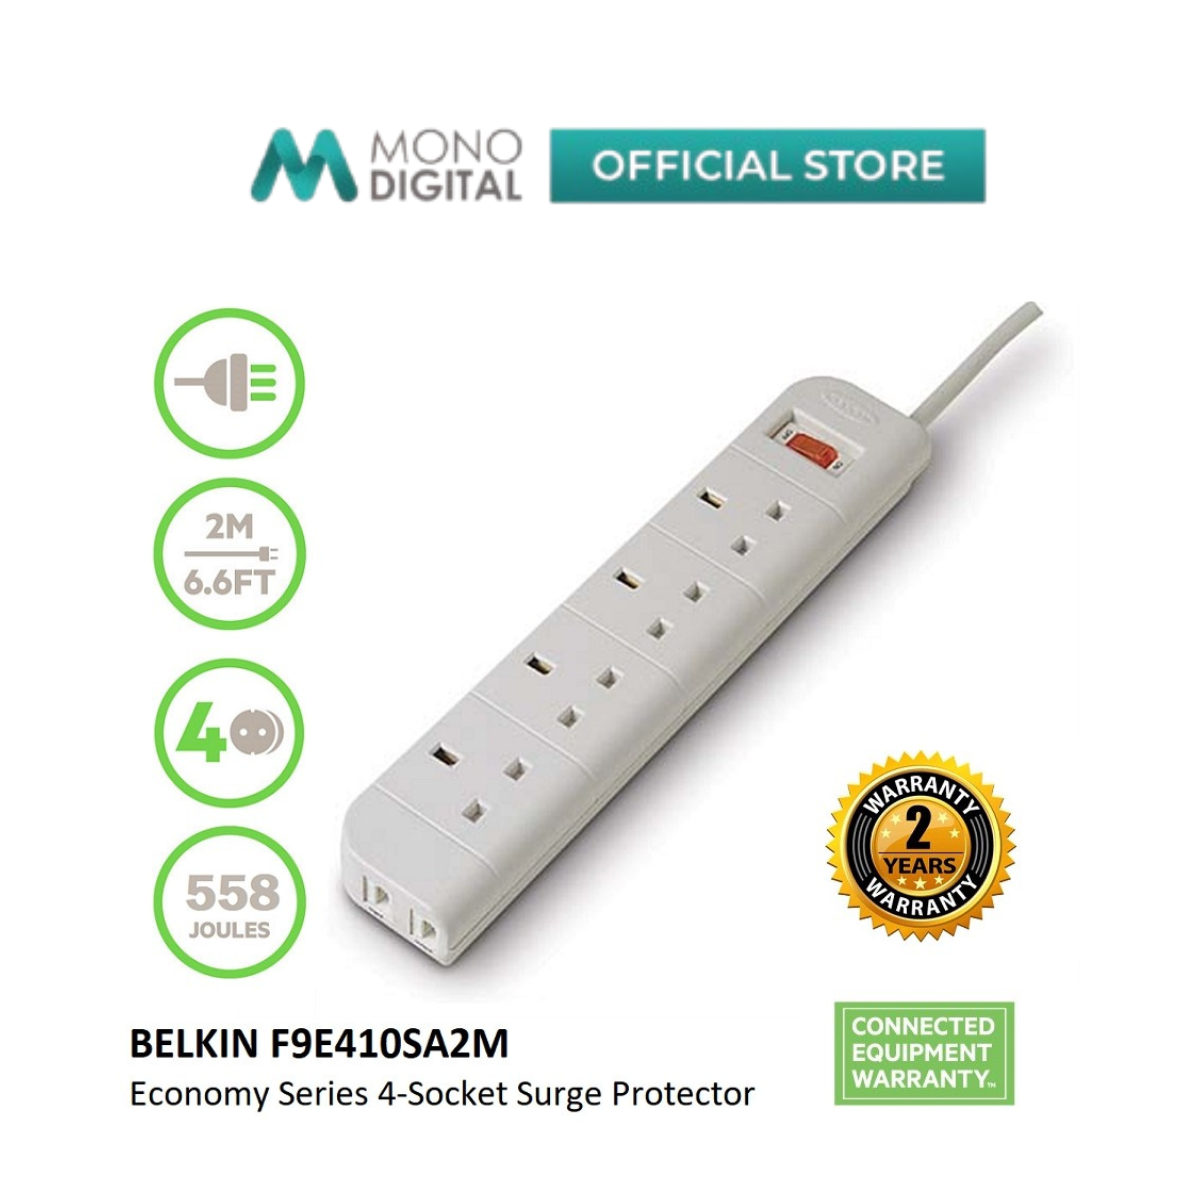 MONO
DIGITAL
OFFICIAL STORE
2M
6.6FT
4
558
JOULES
WARRANTY
2
YEARS
WARRANTY
BELKIN F9E410SA2M
Economy Series 4-Socket Surge Protector
CONNECTED
EQUIPMENT
WARRANTY™